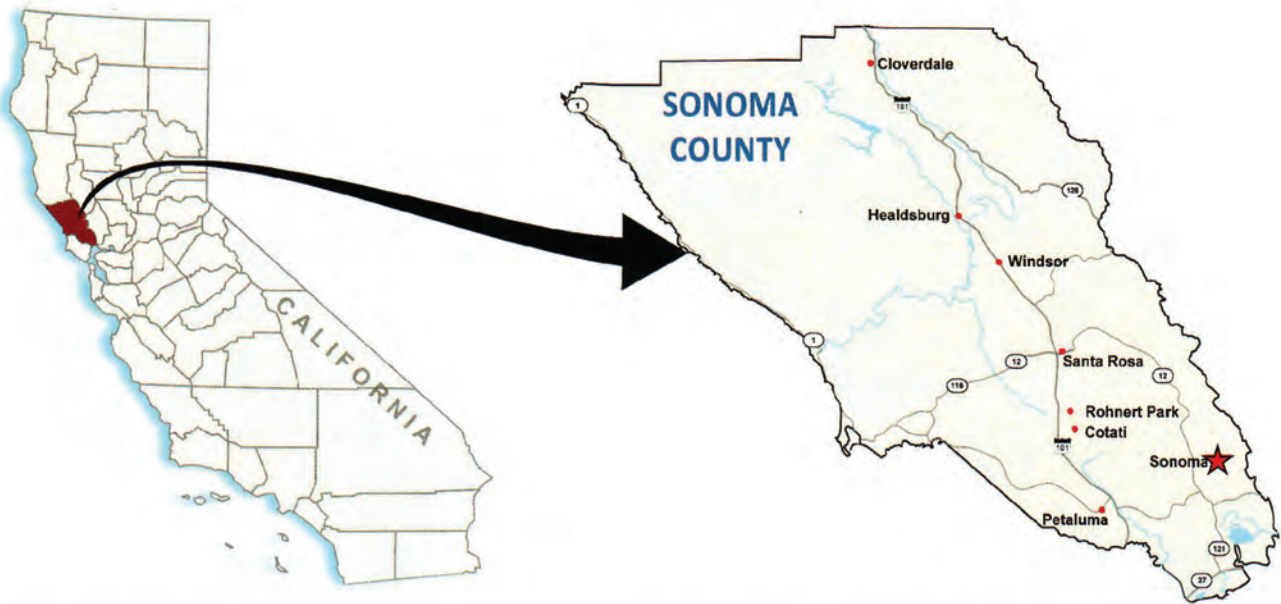 CALIFORNIA
SONOMA
COUNTY
Cloverdale
1
101
128
Healdsburg
Windsor
1
12
Santa Rosa
12
116
Rohnert Park
Cotati
101
Sonoma
Petaluma
121
37